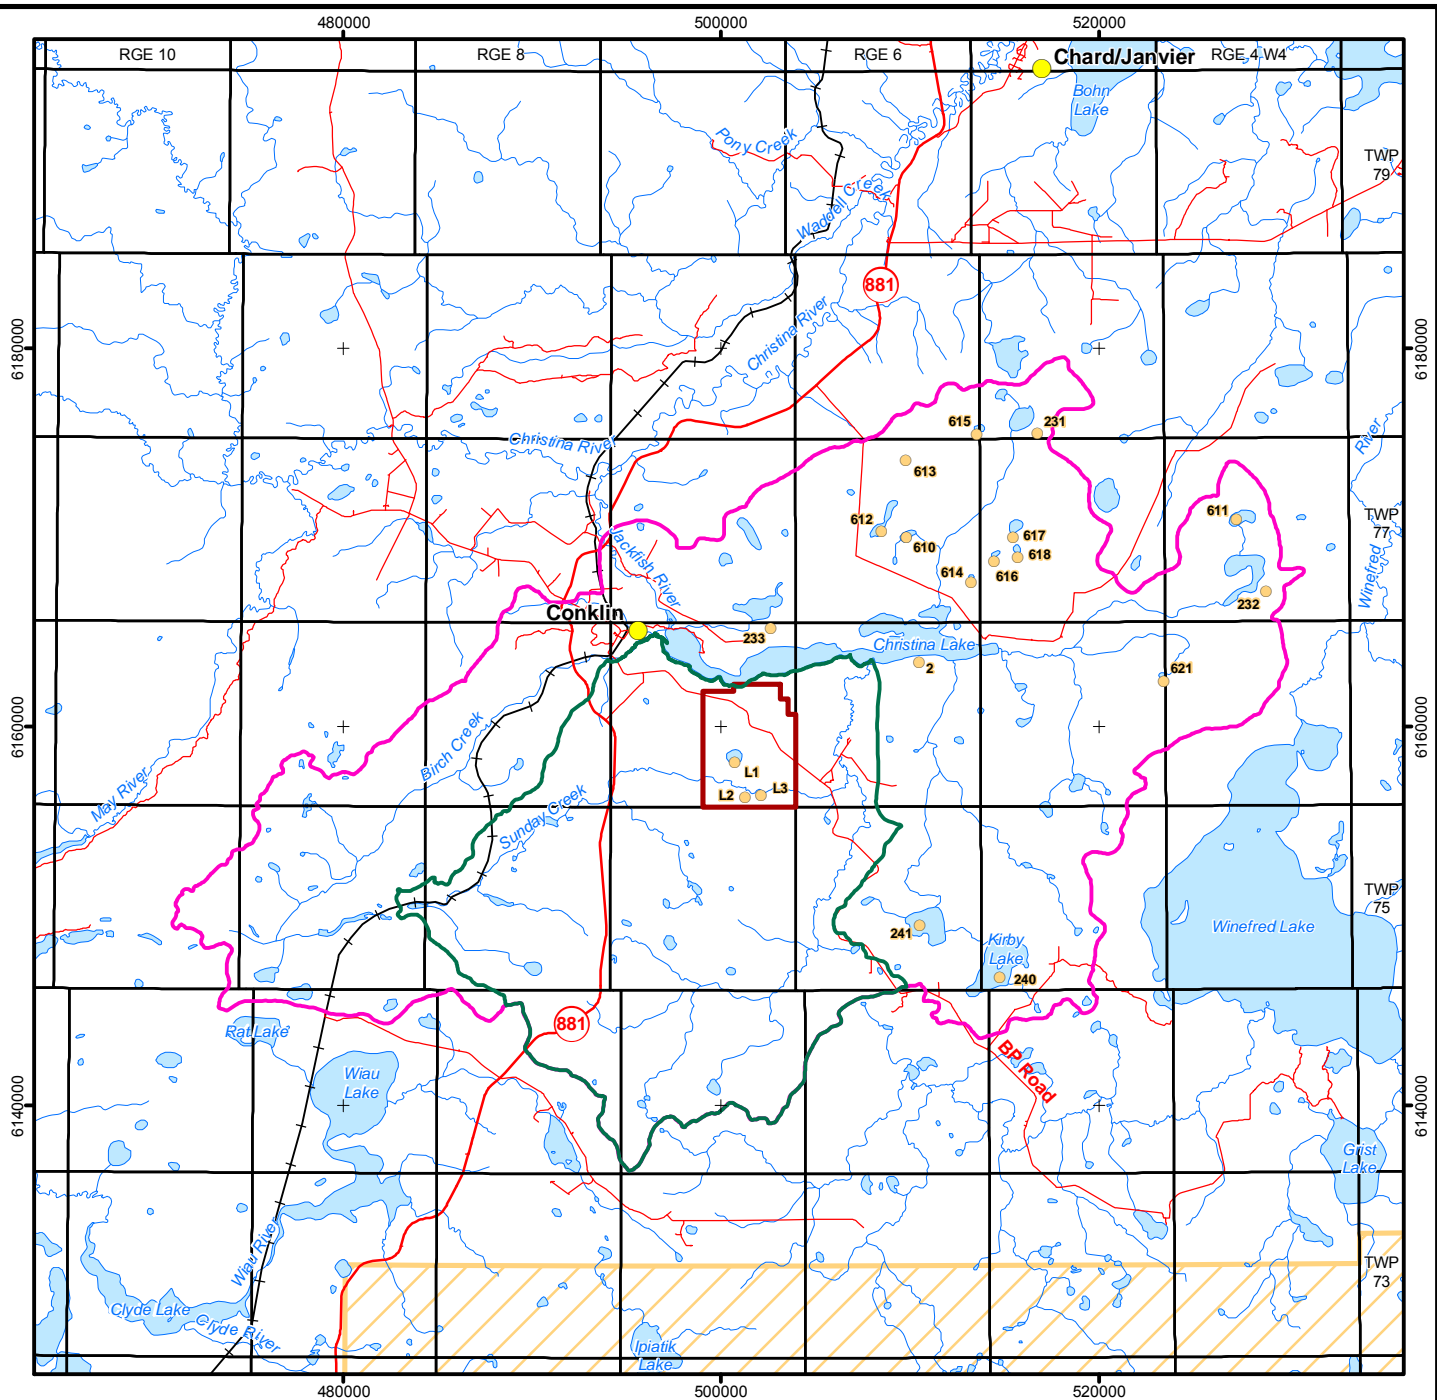 480000
500000
520000
RGE 10
RGE 8
RGE 6
RGE 4 W4
Chard/Janvier
Bohn
Lake
Pony Creek
TWP
79
Waddell Creek
881
Christina River
6180000
6180000
615
231
Christina River
River
613
612
610
611
617
618
TWP
77
Jackfish River
616
614
Winefred
232
Conklin
233
Christina Lake
2
621
6160000
6160000
Birch Creek
May River
L1
L2
L3
Sunday Creek
TWP
75
241
Kirby
Lake
Winefred Lake
240
Rat Lake
881
BP Road
Wiau
Lake
6140000
6140000
Grist
Lake
Wiau River
TWP
73
Clyde Lake
Clyde River
Ipiatik
Lake
480000
500000
520000